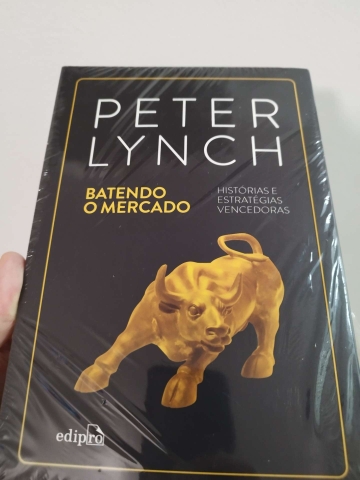 PETER
LYNCH
BATENDO
O MERCADO
HISTÓRIAS E
ESTRATÉGIAS
VENCEDORAS
edipro